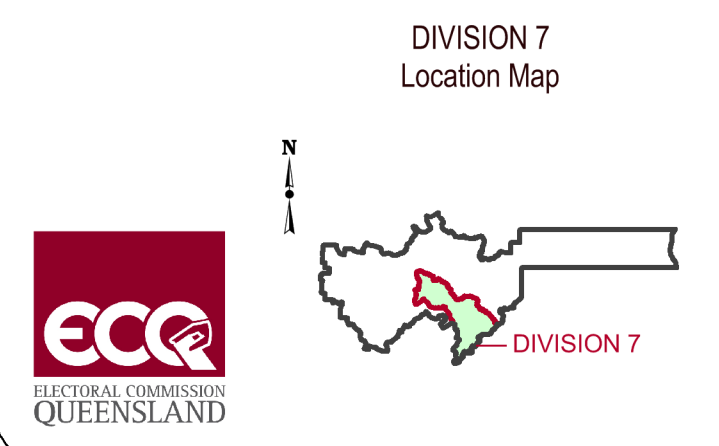 DIVISION 7
Location Map
N
ECQ
ELECTORAL COMMISSION
QUEENSLAND
DIVISION 7